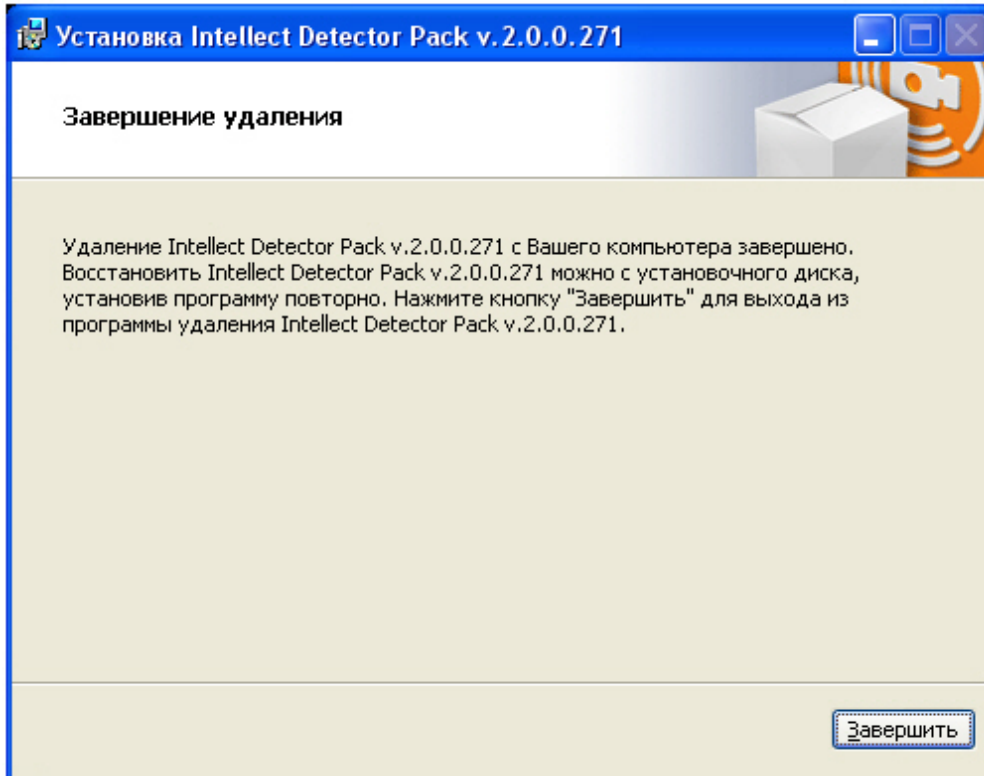 Установка Intellect Detector Pack v.2.0.0.271
Завершение удаления
Удаление Intellect Detector Pack v.2.0.0.271 с Вашего компьютера завершено.
Восстановить Intellect Detector Pack v.2.0.0.271 можно с установочного диска,
установив программу повторно. Нажмите кнопку "Завершить" для выхода из
программы удаления Intellect Detector Pack v.2.0.0.271.
Завершить